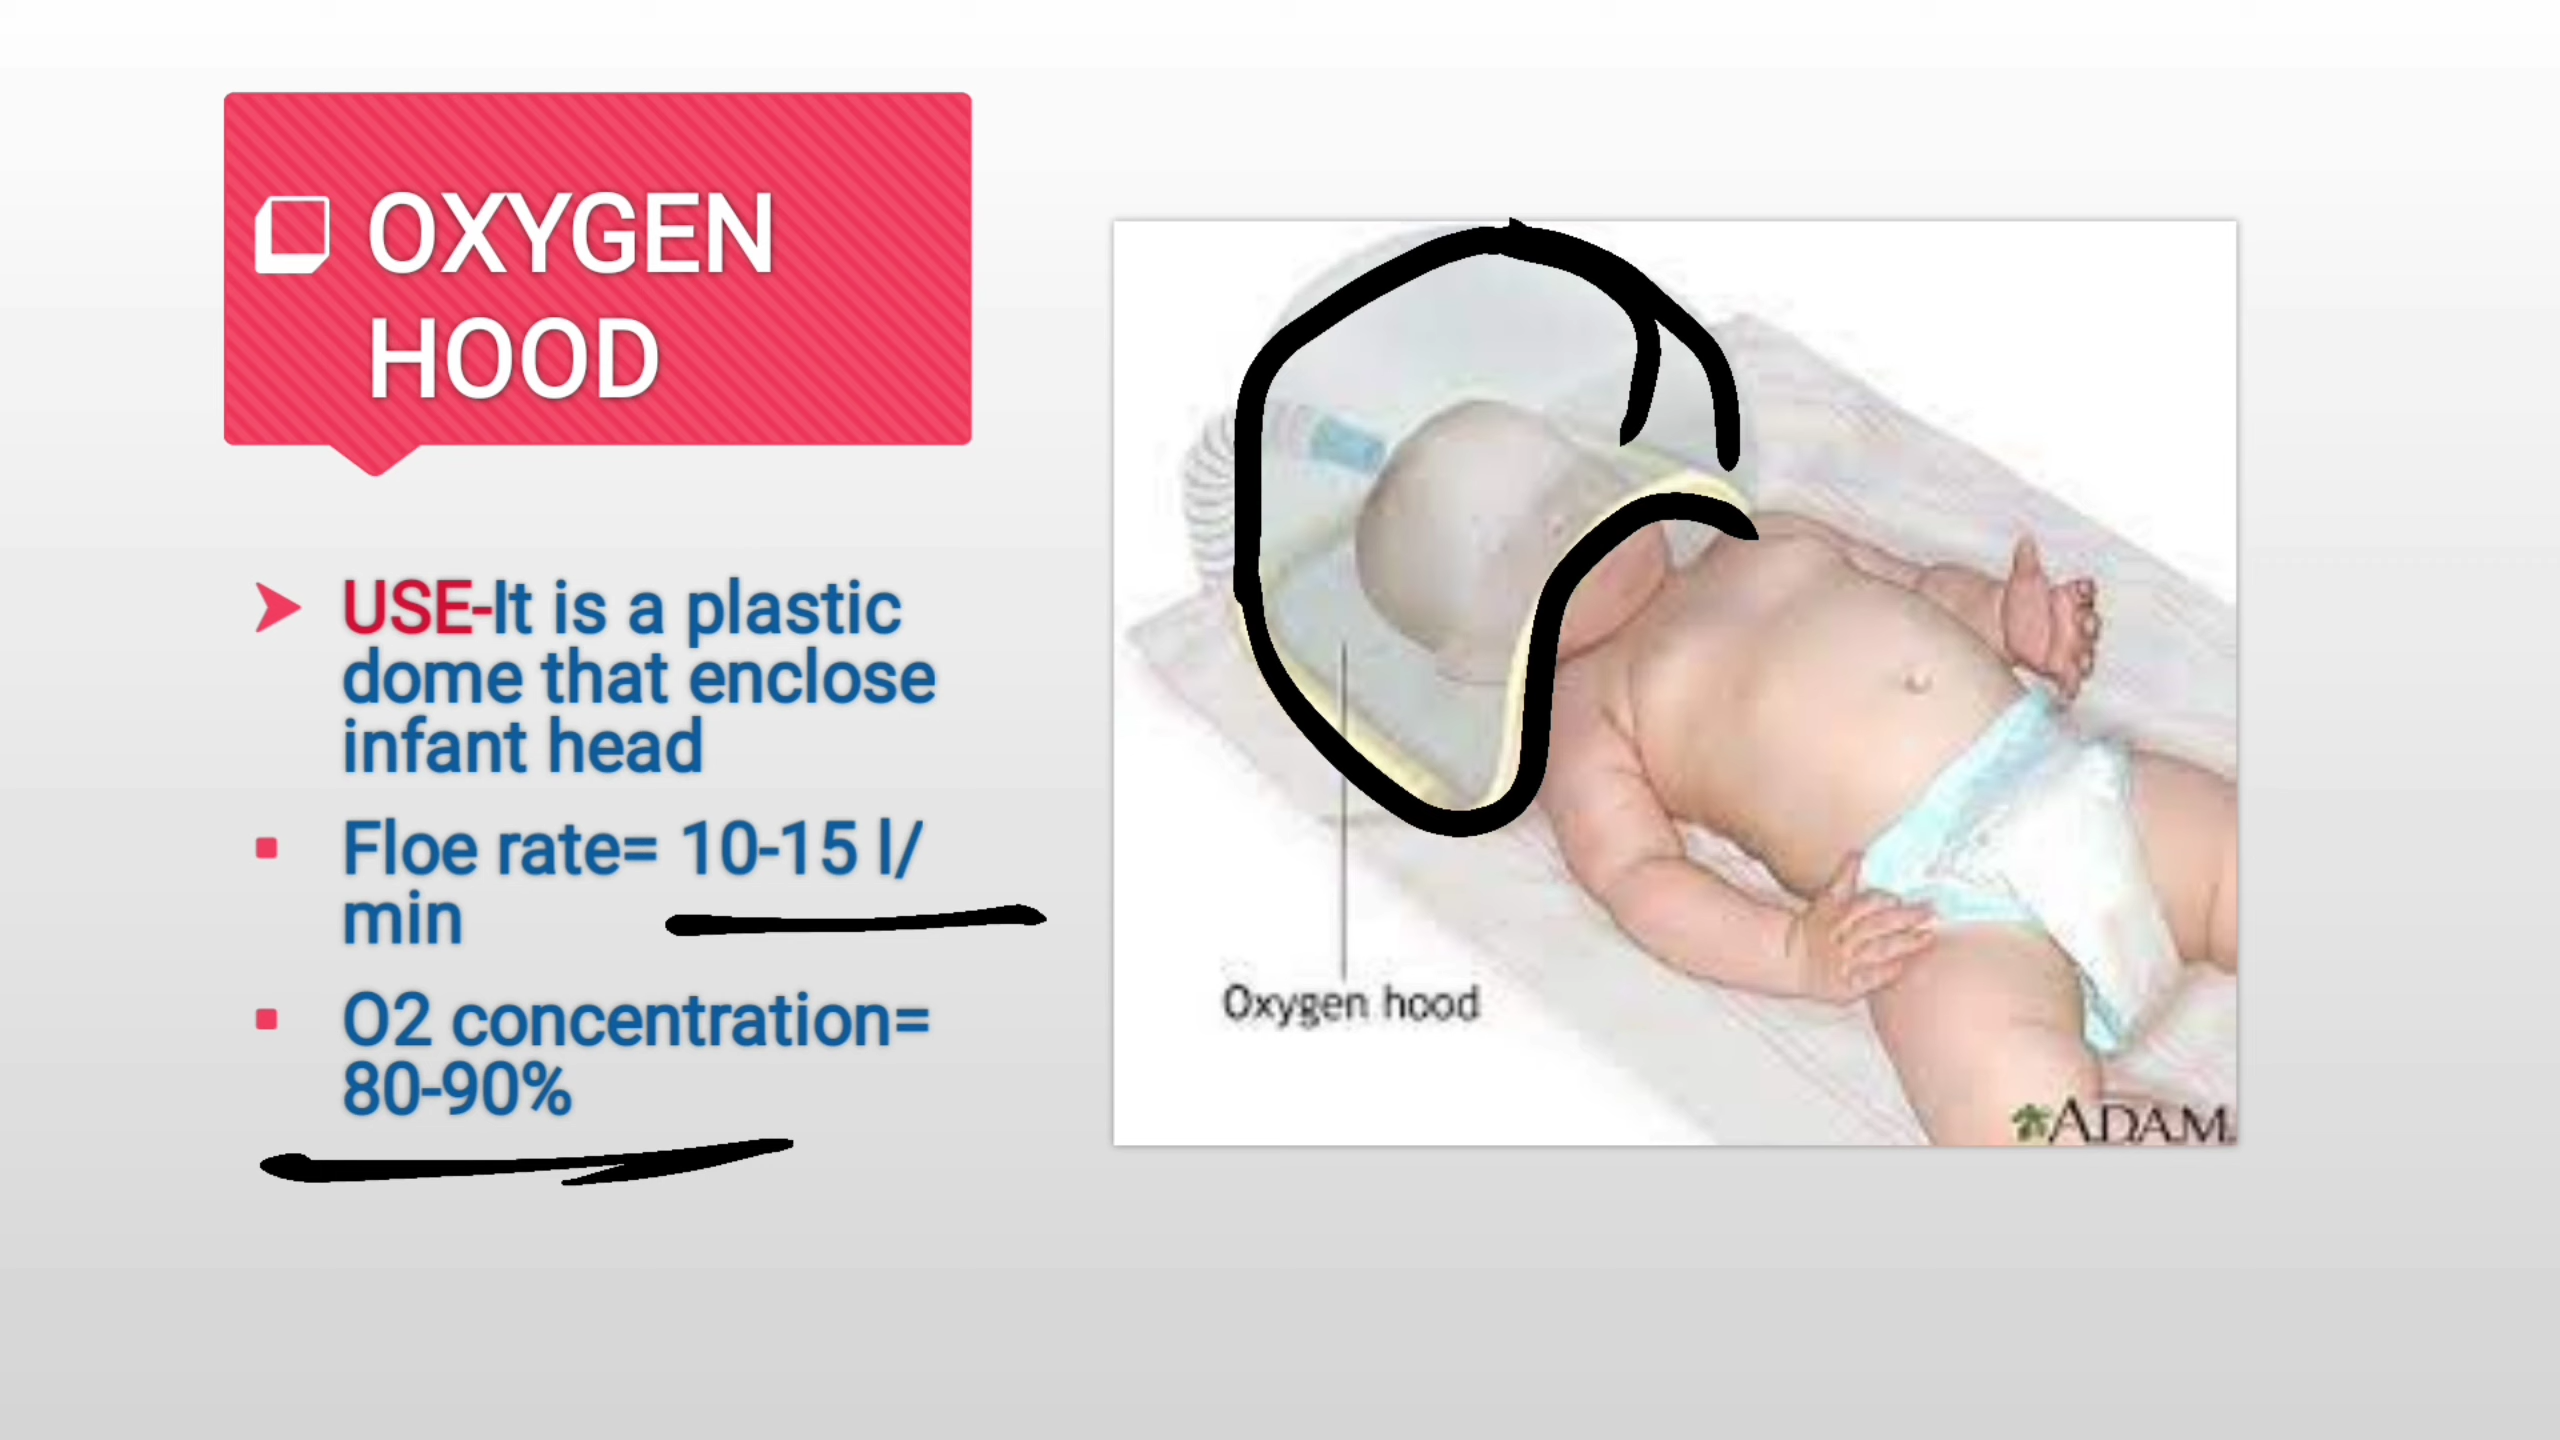 OXYGEN
HOOD
USE-It is a plastic
dome that enclose
infant head
Floe rate= 10-15 l/
min
O2 concentration=
80-90%
Oxygen hood
ADAM.